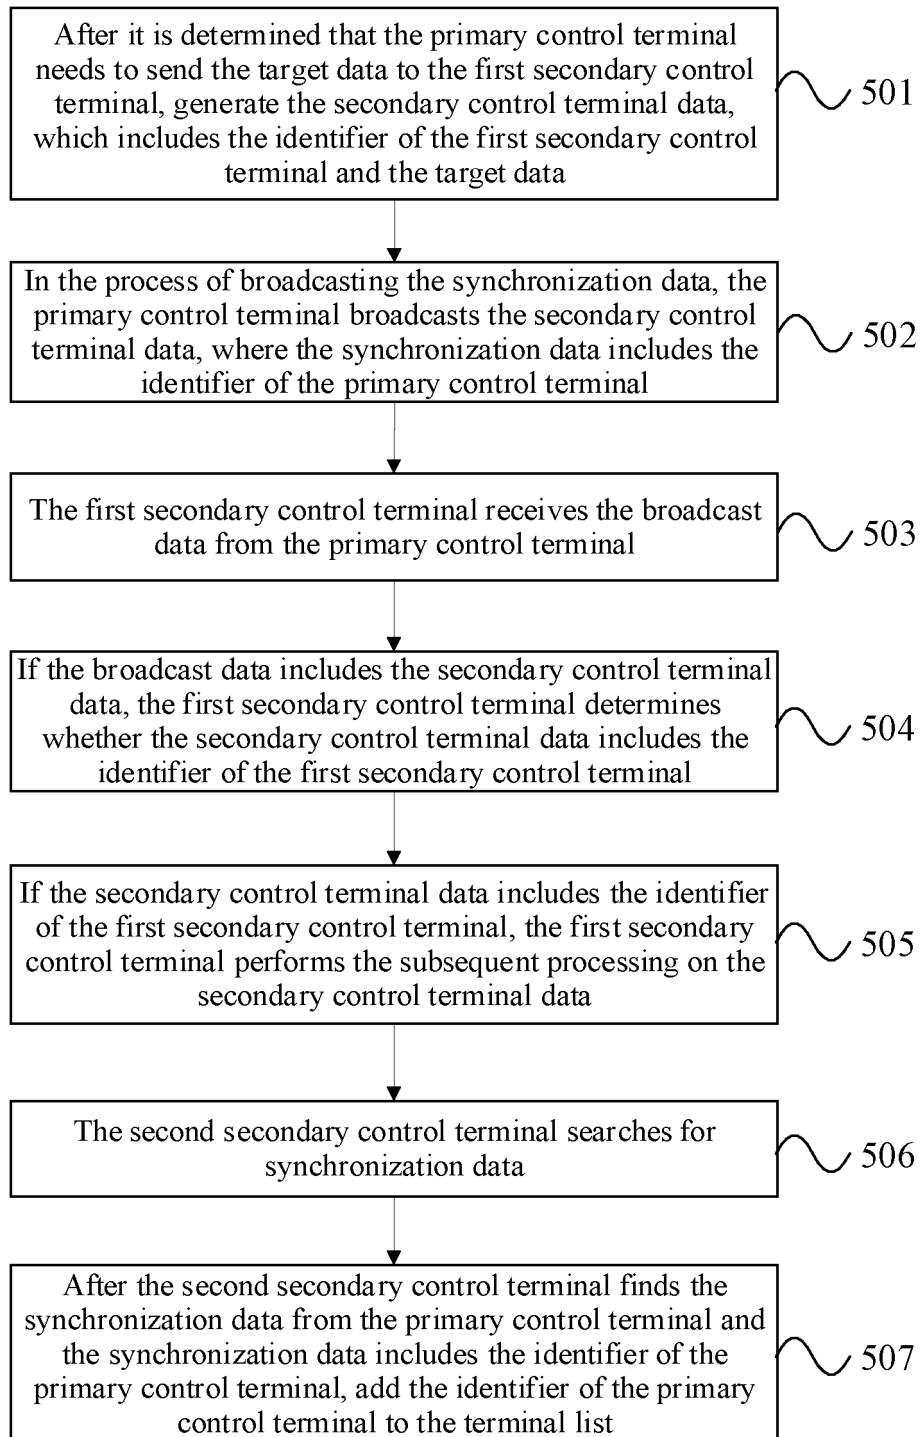 After it is determined that the primary control terminal
needs to send the target data to the first secondary control
terminal, generate the secondary control terminal data,
which includes the identifier of the first secondary control
terminal and the target data
501
In the process of broadcasting the synchronization data, the
primary control terminal broadcasts the secondary control
terminal data, where the synchronization data includes the
identifier of the primary control terminal
502
The first secondary control terminal receives the broadcast
data from the primary control terminal
503
If the broadcast data includes the secondary control terminal
data, the first secondary control terminal determines
whether the secondary control terminal data includes the
identifier of the first secondary control terminal
504
If the secondary control terminal data includes the identifier
of the first secondary control terminal, the first secondary
control terminal performs the subsequent processing on the
secondary control terminal data
505
The second secondary control terminal searches for
synchronization data
506
After the second secondary control terminal finds the
synchronization data from the primary control terminal and
the synchronization data includes the identifier of the
primary control terminal, add the identifier of the primary
control terminal to the terminal list
507